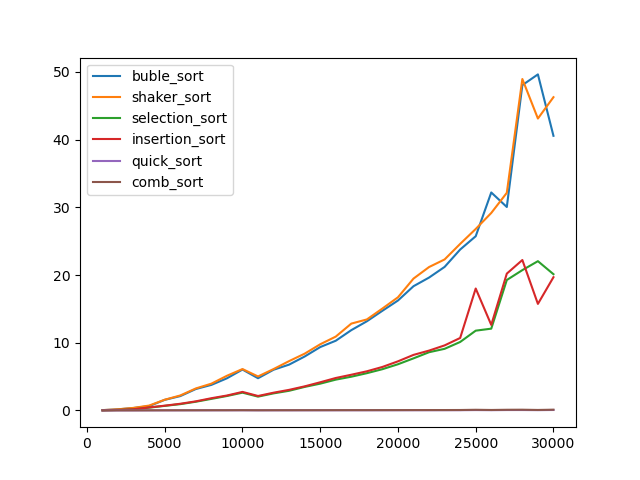 buble_sort
shaker_sort
selection_sort
insertion_sort
quick_sort
comb_sort
50
40
30
20
10
0
0 5000 10000 15000 20000 25000 30000